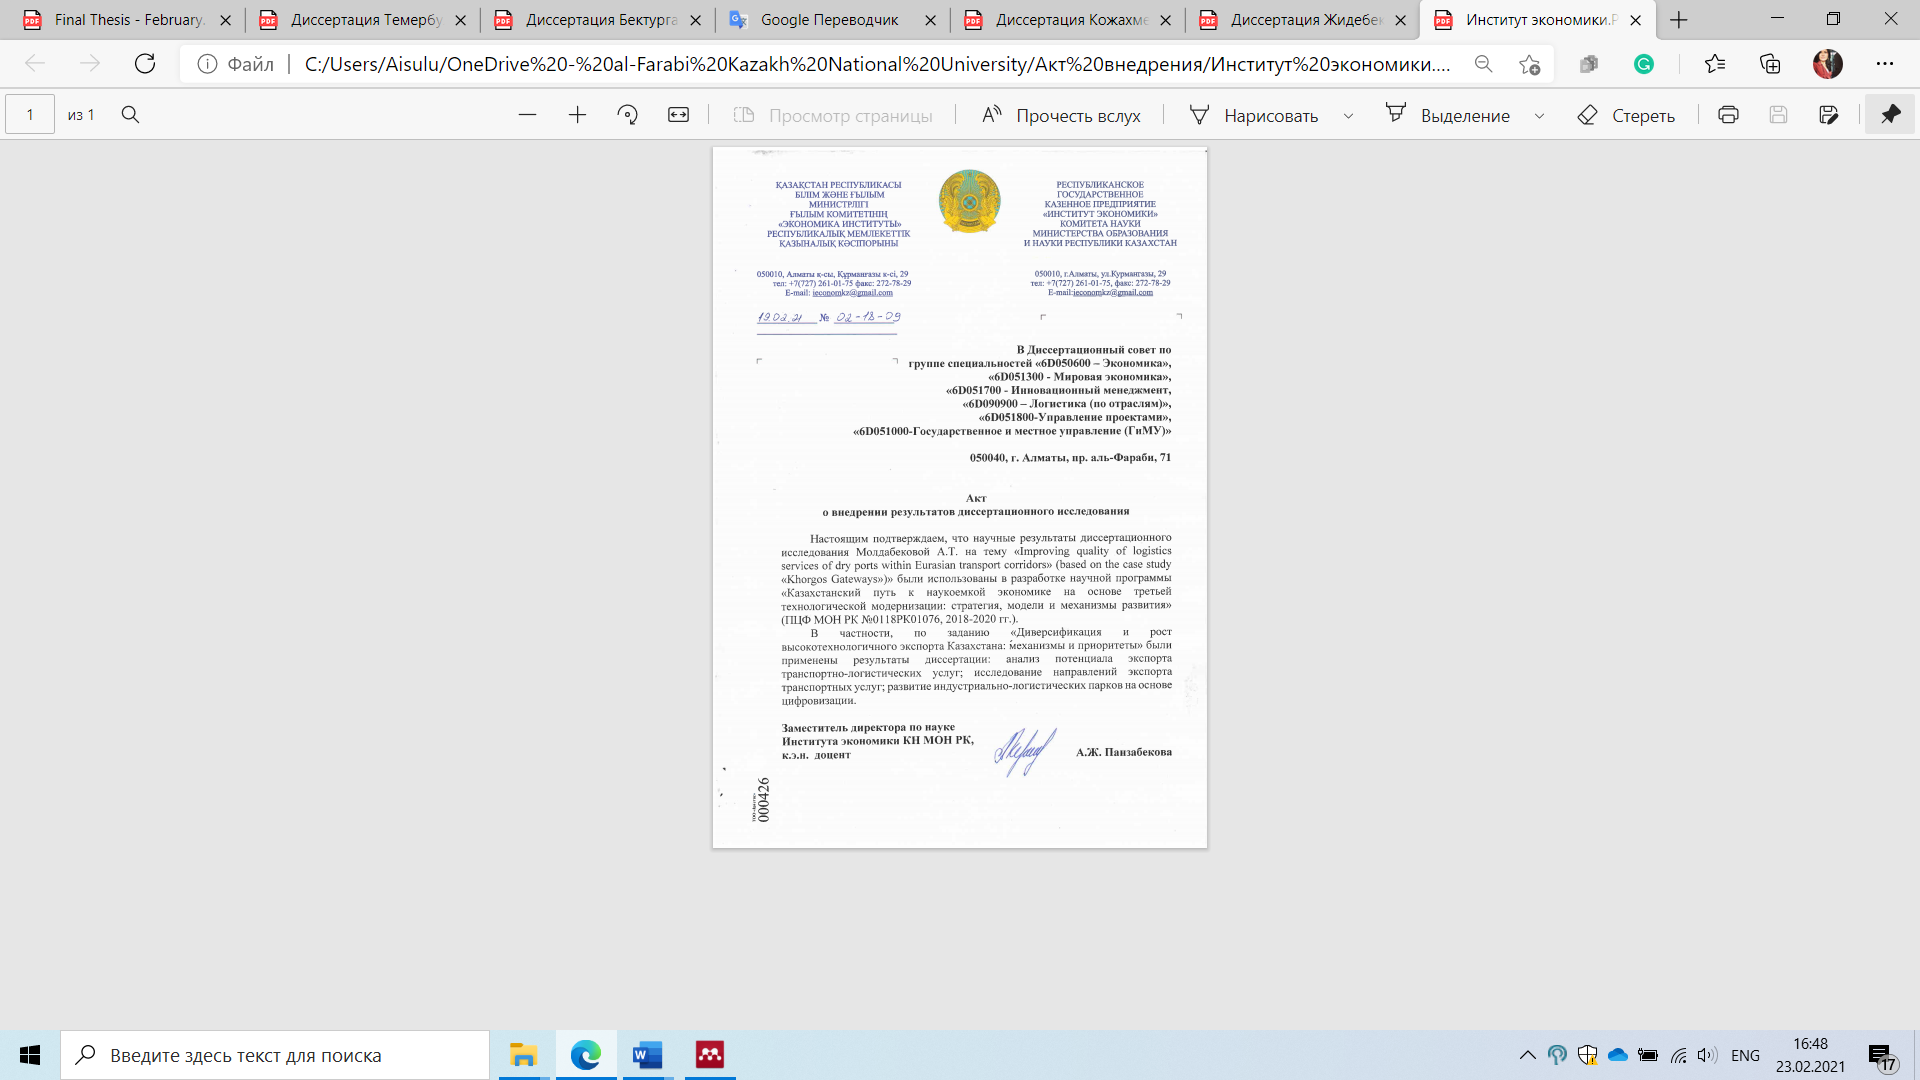 Final Thesis - February.
Диссертация Темербу
Диссертация Бектурга
Google Переводчик
Диссертация Кожахме
Диссертация Жидебек
Институт экономики.P
Файл
C:/Users/Aisulu/OneDrive%20-%20al-Farabi%20Kazakh%20National%20University/Акт%20внедрения/Институт%20экономики....
1
из 1
Просмотр страницы
Прочесть вслух
Нарисовать
Выделение
Стереть
ҚАЗАҚСТАН РЕСПУБЛИКАСЫ
БІЛІМ ЖӘНЕ ҒЫЛЫМ
МИНИСТРЛІГІ
ҒЫЛЫМ КОМИТЕТІНІҢ
«ЭКОНОМИКА ИНСТИТУТЫ»
РЕСПУБЛИКАЛЫҚ МЕМЛЕКЕТТІК
ҚАЗЫНАЛЫҚ КӘСІПОРЫНЫ
РЕСПУБЛИКАНСКОЕ
ГОСУДАРСТВЕННОЕ
КАЗЕННОЕ ПРЕДПРИЯТИЕ
«ИНСТИТУТ ЭКОНОМИКИ»
КОМИТЕТА НАУКИ
МИНИСТЕРСТВА ОБРАЗОВАНИЯ
И НАУКИ РЕСПУБЛИКИ КАЗАХСТАН
050010, Алматы қ-сы, Құрманғазы к-сі, 29
тел: +7(727) 261-01-75 факс: 272-78-29
E-mail: ieconomkz@gmail.com
050010, г.Алматы, ул.Курмангазы, 29
тел: +7(727) 261-01-75, факс: 272-78-29
E-mail:ieconomkz@gmail.com
19.02.21 № 02-18-09
В Диссертационный совет по
группе специальностей «6D050600 – Экономика»,
«6D051300 - Мировая экономика»,
«6D051700 - Инновационный менеджмент,
«6D090900 – Логистика (по отраслям)»,
«6D051800-Управление проектами»,
«6D051000-Государственное и местное управление (ГиМУ)»
050040, г. Алматы, пр. аль-Фараби, 71
Акт
о внедрении результатов диссертационного исследования
Настоящим подтверждаем, что научные результаты диссертационного
исследования Молдабековой А.Т. на тему «Improving quality of logistics
services of dry ports within Eurasian transport corridors» (based on the case study
«Khorgos Gateways»)» были использованы в разработке научной программы
«Казахстанский путь к наукоемкой экономике на основе третьей
технологической модернизации: стратегия, модели и механизмы развития»
(ПЦФ МОН РК №0118РК01076, 2018-2020 гг.).
В частности, по заданию «Диверсификация и рост
высокотехнологичного экспорта Казахстана: механизмы и приоритеты» были
применены результаты диссертации: анализ потенциала экспорта
транспортно-логистических услуг; исследование направлений экспорта
транспортных услуг; развитие индустриально-логистических парков на основе
цифровизации.
Заместитель директора по науке
Института экономики КН МОН РК,
к.э.н. доцент
А.Ж. Панзабекова
000426
Введите здесь текст для поиска
ENG
16:48
23.02.2021
17